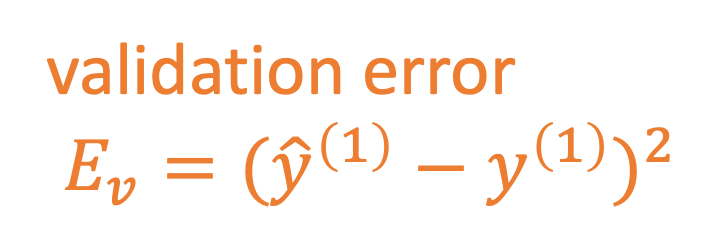 validation error
E_v = (ŷ^(1) − y^(1))^2